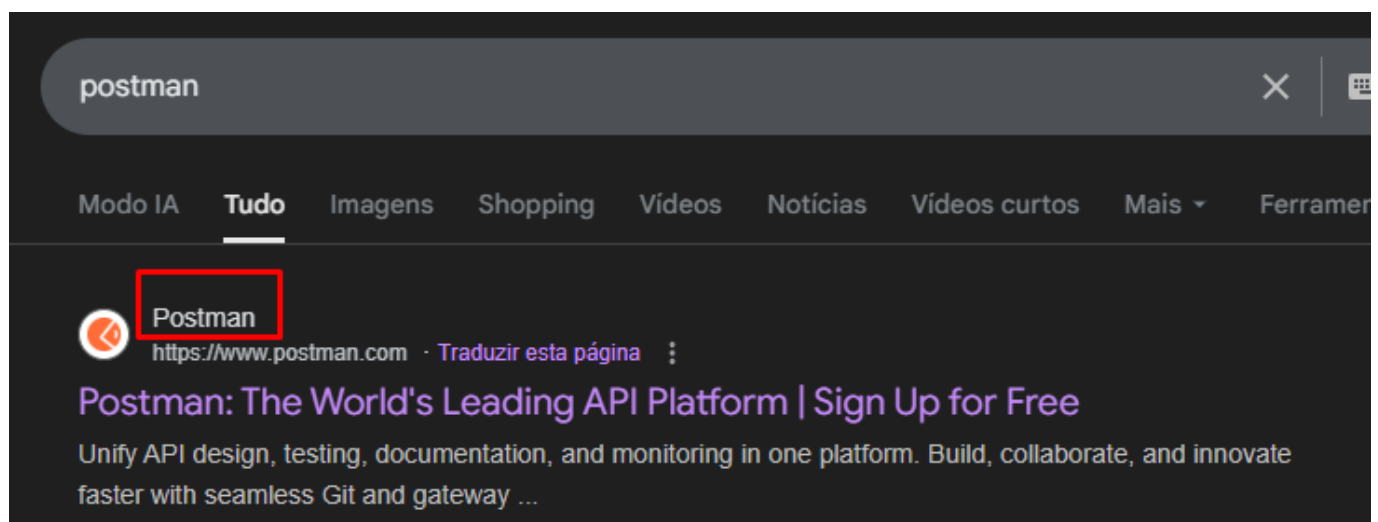 postman
Modo IA Tudo Imagens Shopping Vídeos Notícias Vídeos curtos Mais Ferramen
Postman
https://www.postman.com · Traduzir esta página
Postman: The World's Leading API Platform | Sign Up for Free
Unify API design, testing, documentation, and monitoring in one platform. Build, collaborate, and innovate
faster with seamless Git and gateway ...